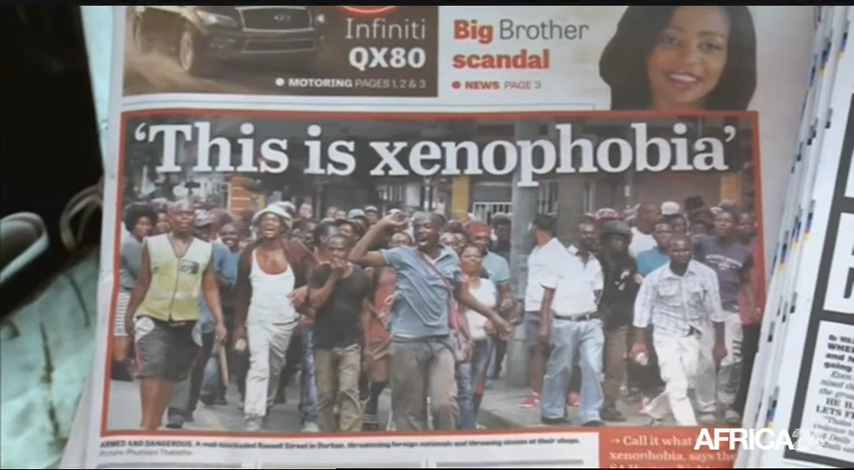 Infiniti
QX80
• MOTORING PAGES 1, 2 & 3
Big Brother
scandal
• NEWS PAGE 3
'This is xenophobia'
ARMED AND DANGEROUS. A mob blockaded Russell Street in Durban, threatening foreign nationals and throwing stones at their shops.
→ Call it what
xenophobia, says the
AFRICA